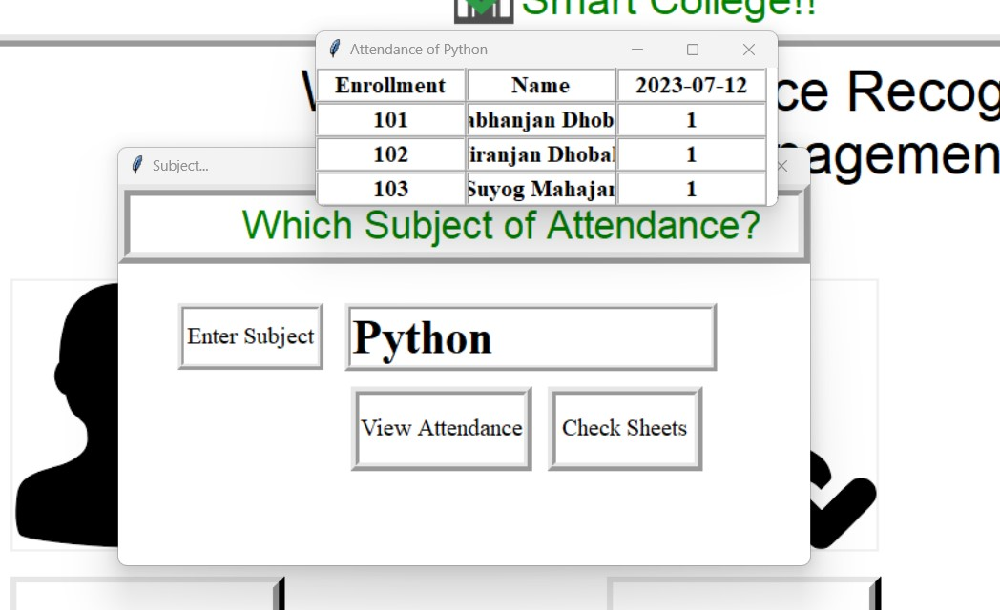 Smart College!!
Attendance of Python
Enrollment Name 2023-07-12
101 abhanjan Dhob 1
102 iranjan Dhobal 1
103 Suyog Mahajan 1
ce Recog
agemen
Subject...
Which Subject of Attendance?
Enter Subject Python
View Attendance Check Sheets